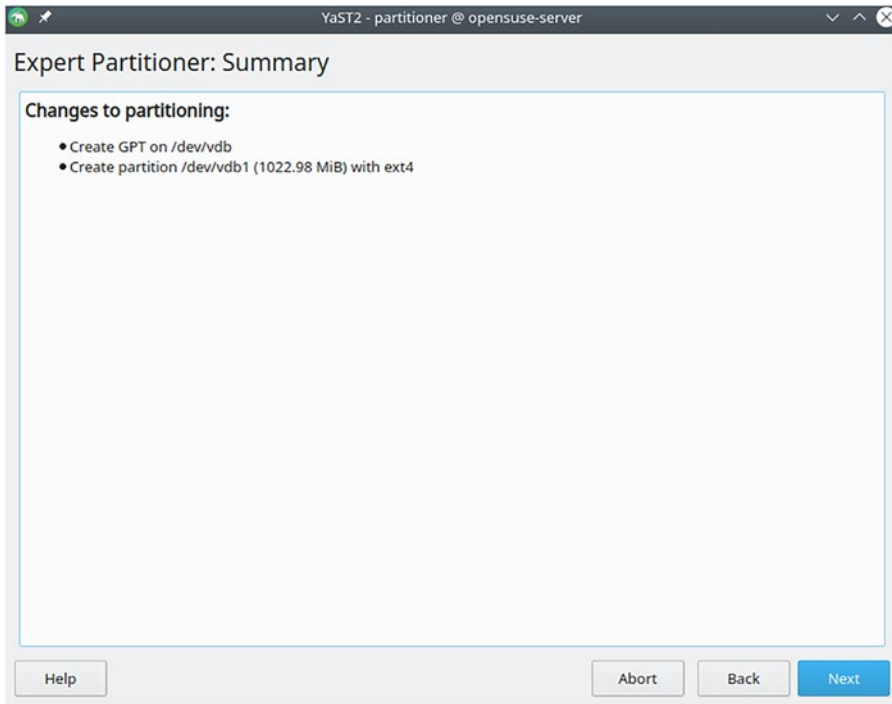 YaST2 - partitioner @ opensuse-server
Expert Partitioner: Summary
Changes to partitioning:
• Create GPT on /dev/vdb
• Create partition /dev/vdb1 (1022.98 MiB) with ext4
Help Abort Back Next